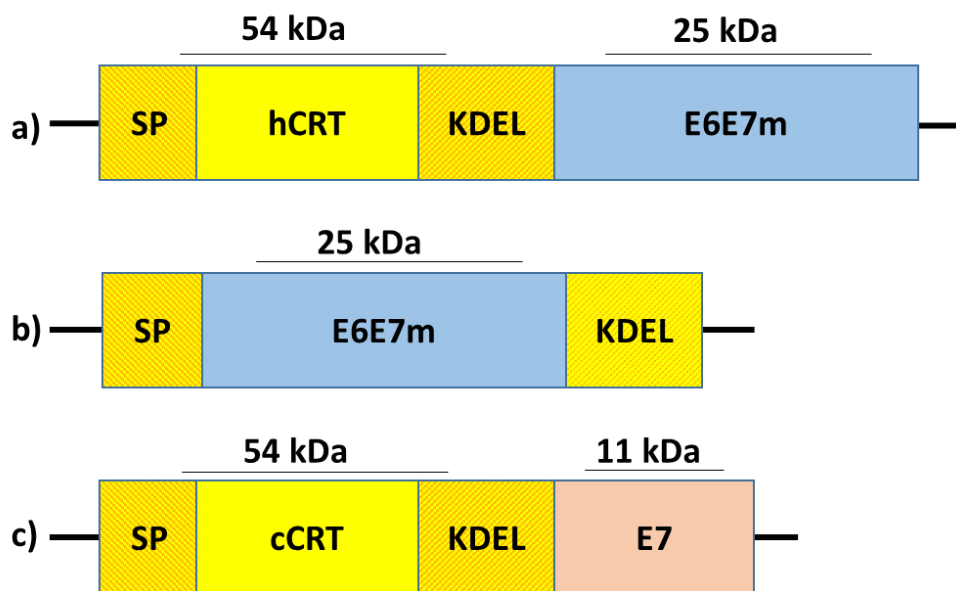 54 kDa 25 kDa
a) SP hCRT KDEL E6E7m
25 kDa
b) SP E6E7m KDEL
54 kDa 11 kDa
c) SP cCRT KDEL E7